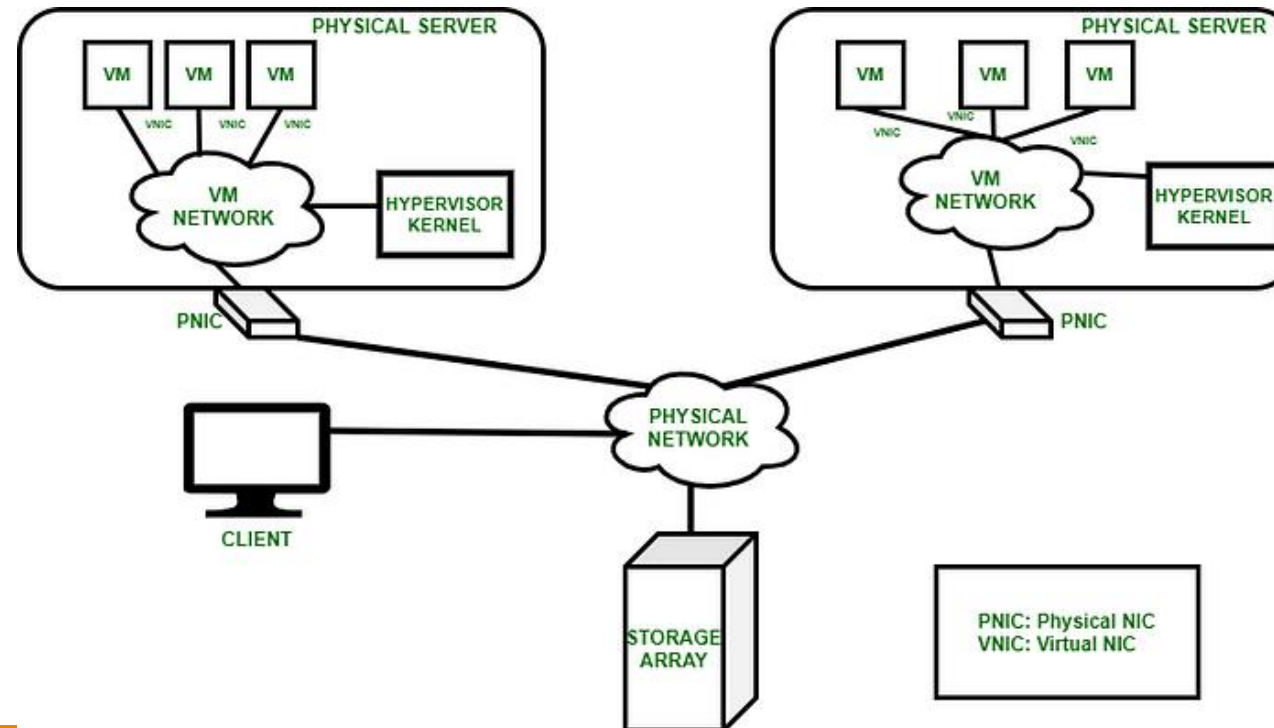 PHYSICAL SERVER
VM
VM
VM
VNIC
VNIC
VNIC
VM
NETWORK
HYPERVISOR
KERNEL
PNIC
PHYSICAL SERVER
VM
VM
VM
VNIC
VNIC
VNIC
VM
NETWORK
HYPERVISOR
KERNEL
PNIC
PHYSICAL
NETWORK
CLIENT
STORAGE
ARRAY
PNIC: Physical NIC
VNIC: Virtual NIC